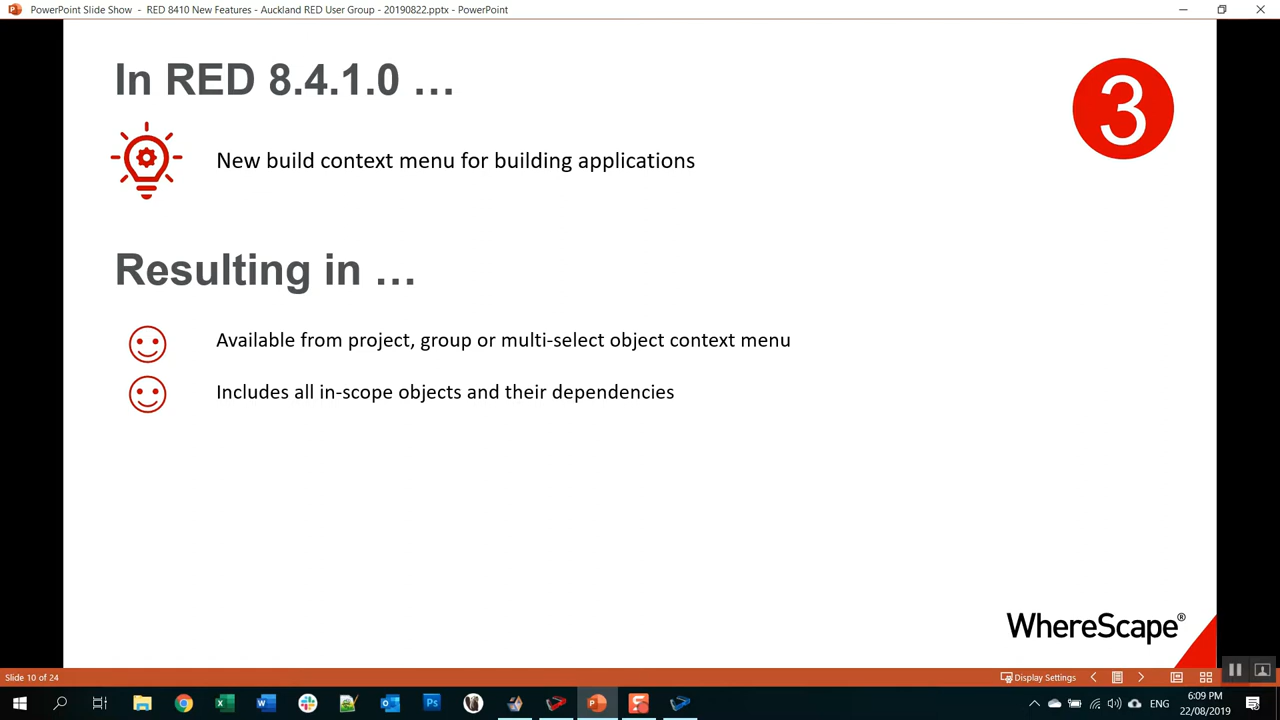 PowerPoint Slide Show - RED 8410 New Features - Auckland RED User Group - 20190822.pptx - PowerPoint
In RED 8.4.1.0 …
3
New build context menu for building applications
Resulting in …
Available from project, group or multi-select object context menu
Includes all in-scope objects and their dependencies
WhereScape®
Slide 10 of 24
Display Settings
6:09 PM
ENG
22/08/2019